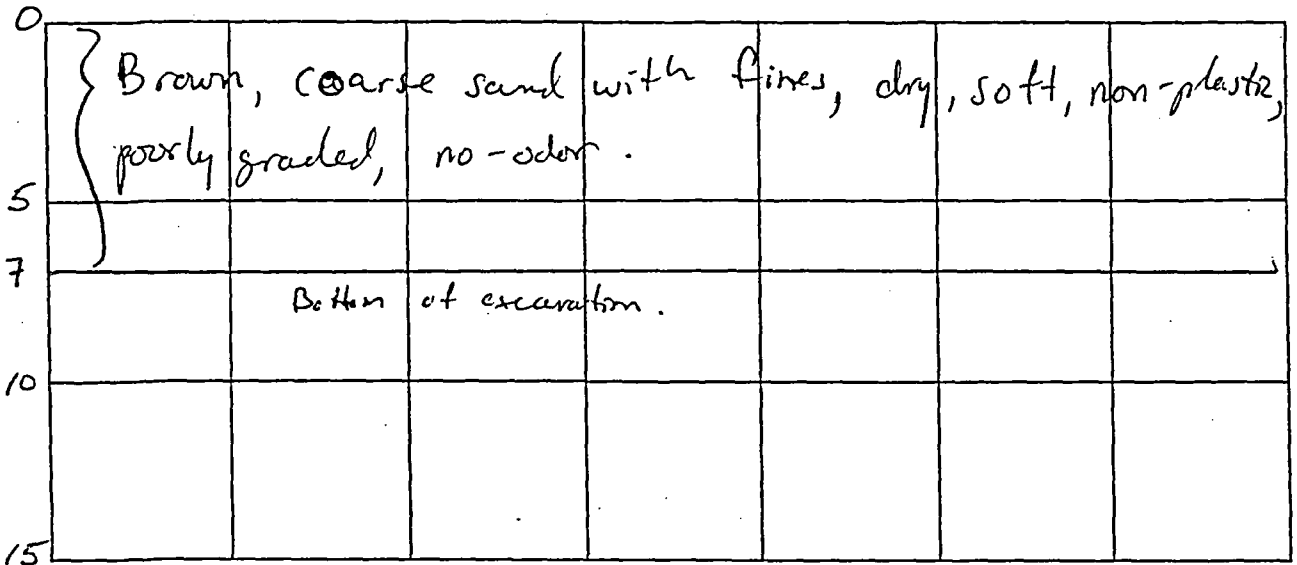 0
Brown, coarse sand with fines, dry, soft, non-plastic,
poorly graded, no-odor.
5
7
Bottom of excavation.
10
15